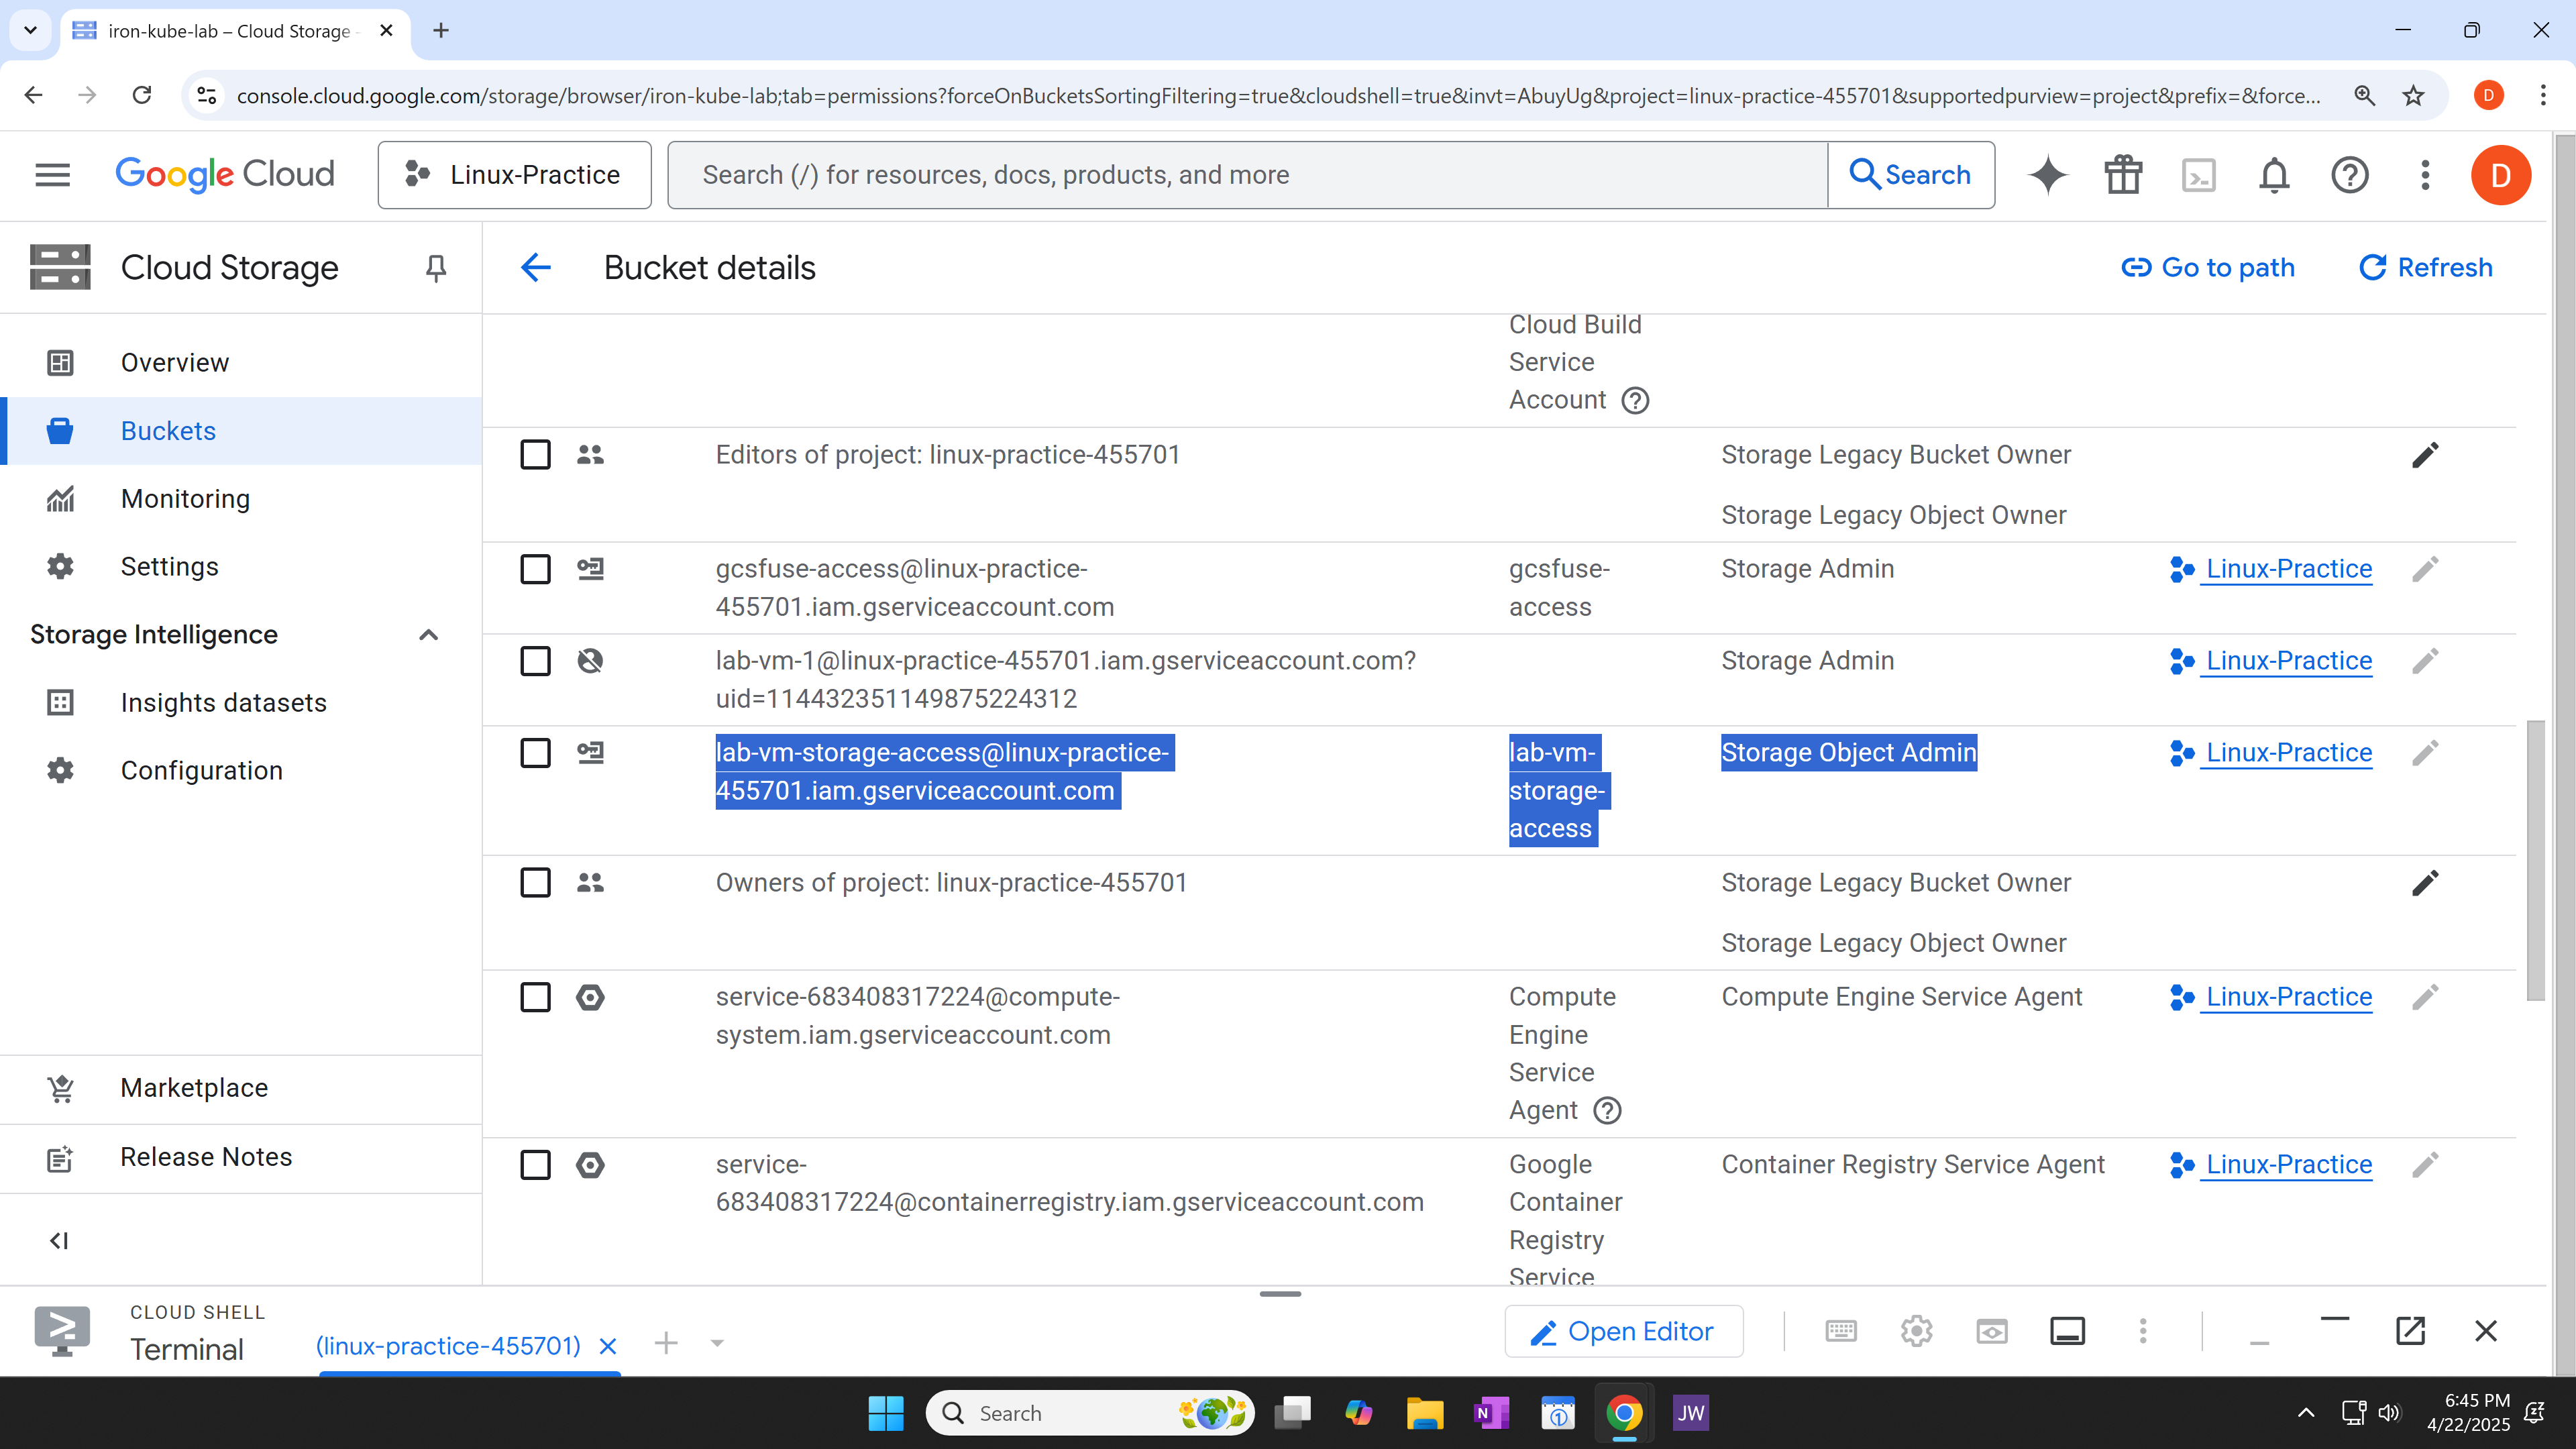 iron-kube-lab – Cloud Storage -
console.cloud.google.com/storage/browser/iron-kube-lab;tab=permissions?forceOnBucketsSortingFiltering=true&cloudshell=true&invt=AbuyUg&project=linux-practice-455701&supportedpurview=project&prefix=&force...
D
Google Cloud
Linux-Practice
Search (/) for resources, docs, products, and more
Search
D
Cloud Storage
Bucket details
Go to path
Refresh
Overview
Buckets
Monitoring
Settings
Storage Intelligence
Insights datasets
Configuration
Marketplace
Release Notes
Cloud Build
Service
Account
Editors of project: linux-practice-455701
Storage Legacy Bucket Owner
Storage Legacy Object Owner
gcsfuse-access@linux-practice-
455701.iam.gserviceaccount.com
gcsfuse-
access
Storage Admin
Linux-Practice
lab-vm-1@linux-practice-455701.iam.gserviceaccount.com?
uid=114432351149875224312
Storage Admin
Linux-Practice
lab-vm-storage-access@linux-practice-
455701.iam.gserviceaccount.com
lab-vm-
storage-
access
Storage Object Admin
Linux-Practice
Owners of project: linux-practice-455701
Storage Legacy Bucket Owner
Storage Legacy Object Owner
service-683408317224@compute-
system.iam.gserviceaccount.com
Compute
Engine
Service
Agent
Compute Engine Service Agent
Linux-Practice
service-
683408317224@containerregistry.iam.gserviceaccount.com
Google
Container
Registry
Service
Container Registry Service Agent
Linux-Practice
CLOUD SHELL
Terminal
(linux-practice-455701)
Open Editor
Search
N
1
JW
6:45 PM
4/22/2025